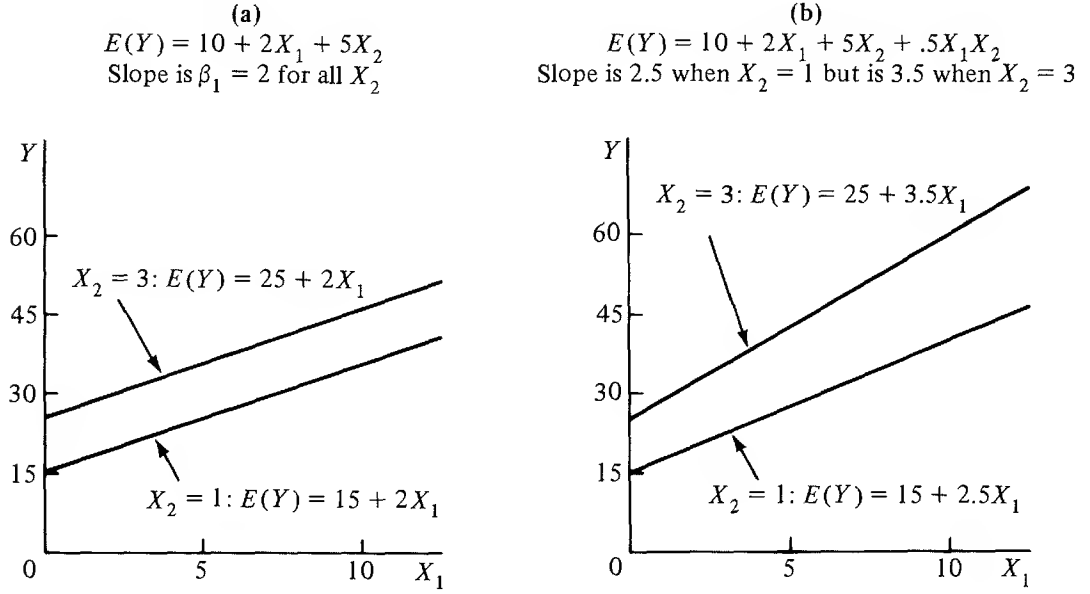 (a)
E(Y) = 10 + 2X₁ + 5X₂
Slope is β₁ = 2 for all X₂
Y
60
45
30
15
0
5
10
X₁
X₂ = 3: E(Y) = 25 + 2X₁
X₂ = 1: E(Y) = 15 + 2X₁
(b)
E(Y) = 10 + 2X₁ + 5X₂ + .5X₁X₂
Slope is 2.5 when X₂ = 1 but is 3.5 when X₂ = 3
Y
60
45
30
15
0
5
10
X₁
X₂ = 3: E(Y) = 25 + 3.5X₁
X₂ = 1: E(Y) = 15 + 2.5X₁